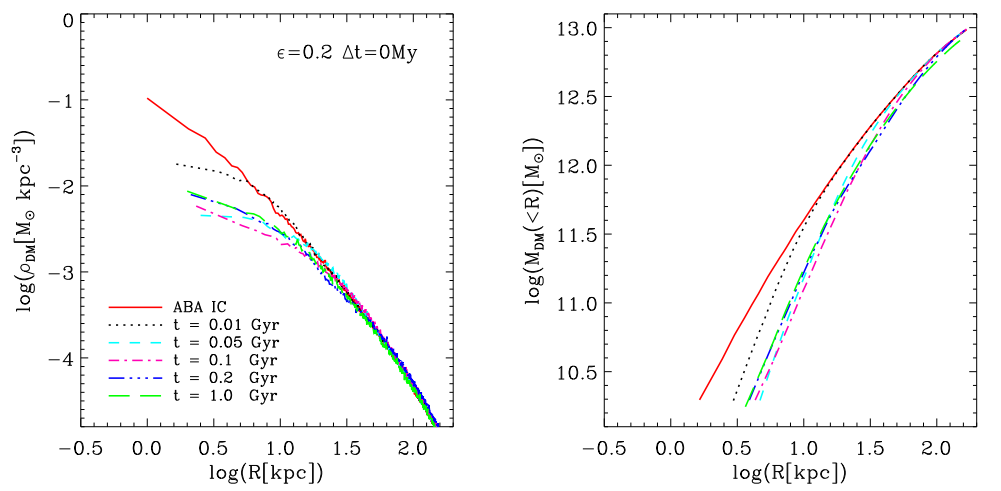 ϵ=0.2 Δt=0My
log(ρDM[M⊙ kpc−3])
0
−1
−2
−3
−4
ABA IC
t = 0.01 Gyr
t = 0.05 Gyr
t = 0.1 Gyr
t = 0.2 Gyr
t = 1.0 Gyr
−0.5 0.0 0.5 1.0 1.5 2.0
log(R[kpc])
log(MDM(<R)[M⊙])
13.0
12.5
12.0
11.5
11.0
10.5
−0.5 0.0 0.5 1.0 1.5 2.0
log(R[kpc])